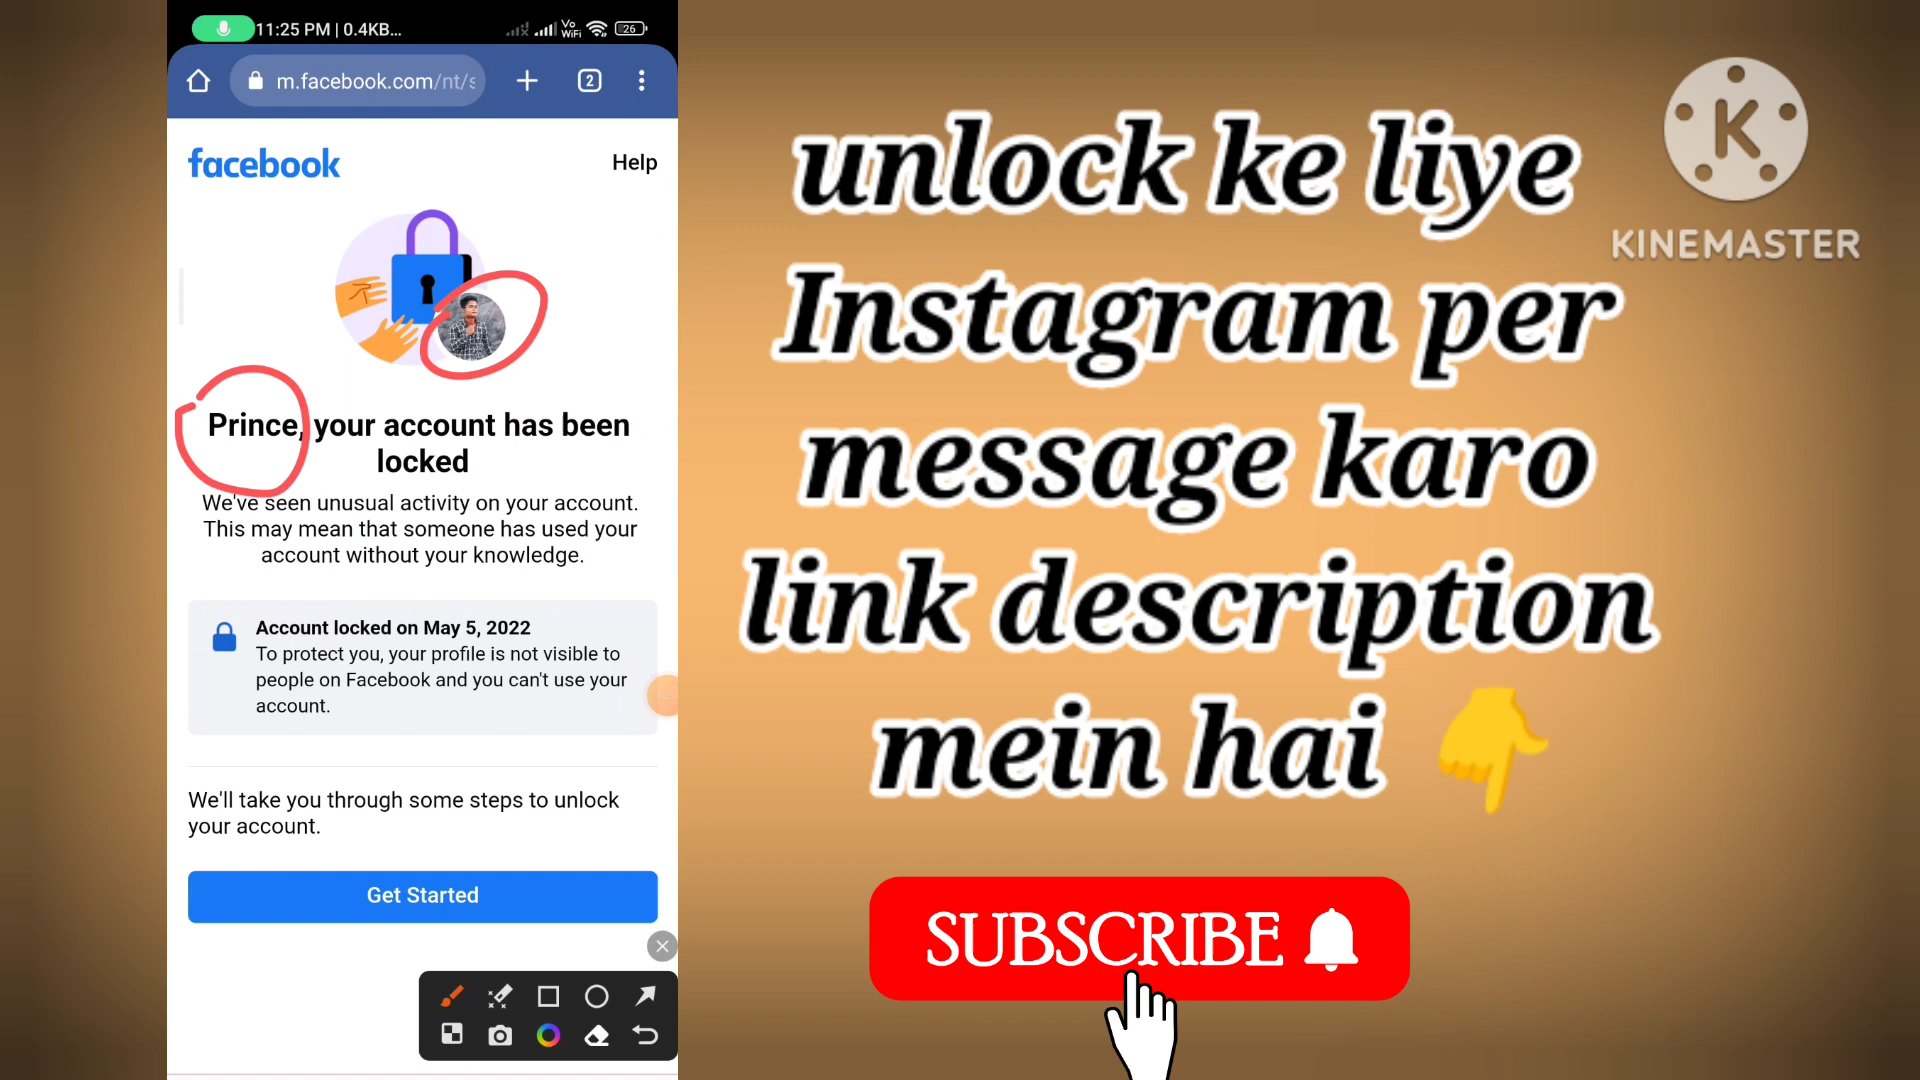 11:25 PM | 0.4KB...
Vo
WiFi
26
m.facebook.com/nt/s
2
facebook
Help
Prince, your account has been
locked
We've seen unusual activity on your account.
This may mean that someone has used your
account without your knowledge.
Account locked on May 5, 2022
To protect you, your profile is not visible to
people on Facebook and you can't use your
account.
We'll take you through some steps to unlock
your account.
Get Started
unlock ke liye
Instagram per
message karo
link description
mein hai
K
KINEMASTER
SUBSCRIBE